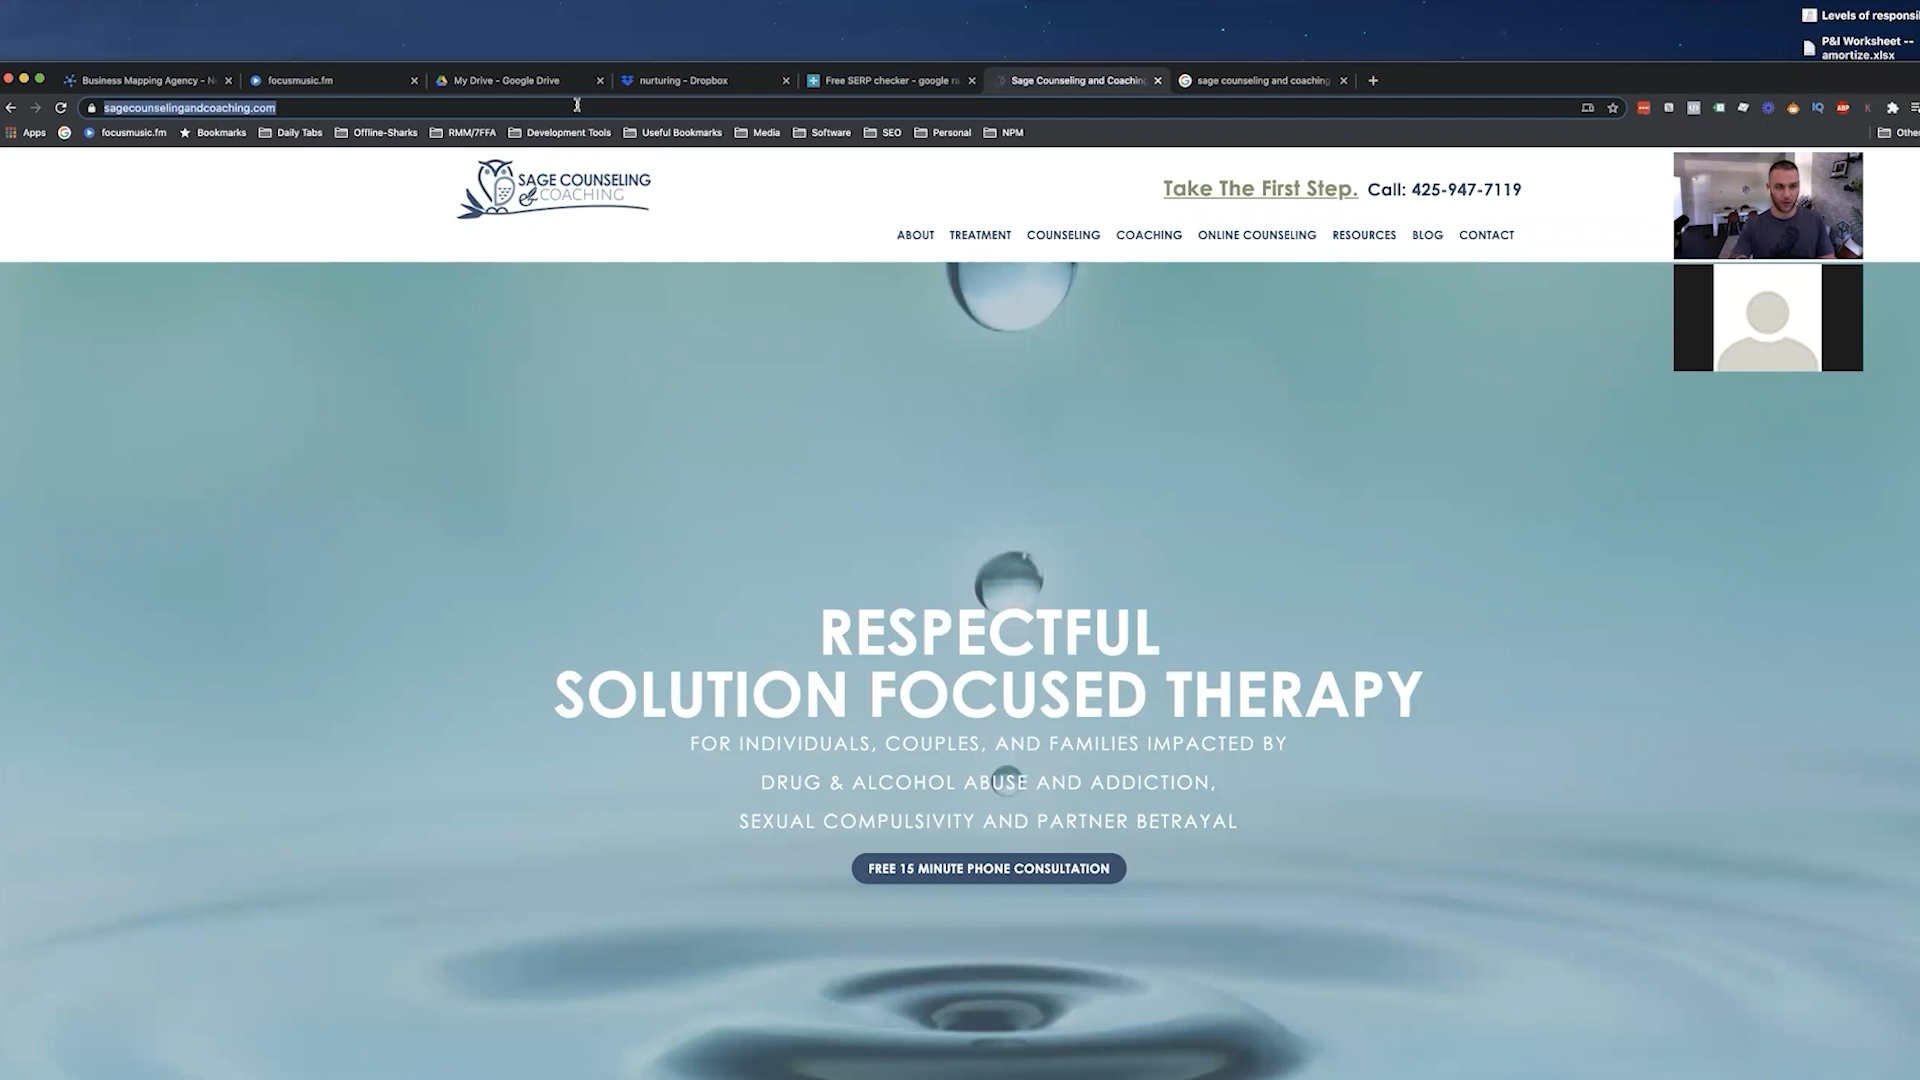 Levels of responsi
P&I Worksheet --
amortize.xlsx
Business Mapping Agency - N
focusmusic.fm
My Drive - Google Drive
nurturing - Dropbox
Free SERP checker - google ra
Sage Counseling and Coaching
sage counseling and coaching
sagecounselingandcoaching.com
Apps
focusmusic.fm
Bookmarks
Daily Tabs
Offline-Sharks
RMM/7FFA
Development Tools
Useful Bookmarks
Media
Software
SEO
Personal
NPM
Other
SAGE COUNSELING
& COACHING
Take The First Step. Call: 425-947-7119
ABOUT TREATMENT COUNSELING COACHING ONLINE COUNSELING RESOURCES BLOG CONTACT
RESPECTFUL
SOLUTION FOCUSED THERAPY
FOR INDIVIDUALS, COUPLES, AND FAMILIES IMPACTED BY
DRUG & ALCOHOL ABUSE AND ADDICTION,
SEXUAL COMPULSIVITY AND PARTNER BETRAYAL
FREE 15 MINUTE PHONE CONSULTATION